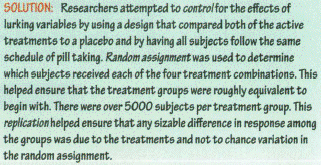 SOLUTION: Researchers attempted to control for the effects of
lurking variables by using a design that compared both of the active
treatments to a placebo and by having all subjects follow the same
schedule of pill taking. Random assignment was used to determine
which subjects received each of the four treatment combinations. This
helped ensure that the treatment groups were roughly equivalent to
begin with. There were over 5000 subjects per treatment group. This
replication helped ensure that any sizable difference in response among
the groups was due to the treatments and not to chance variation in
the random assignment.